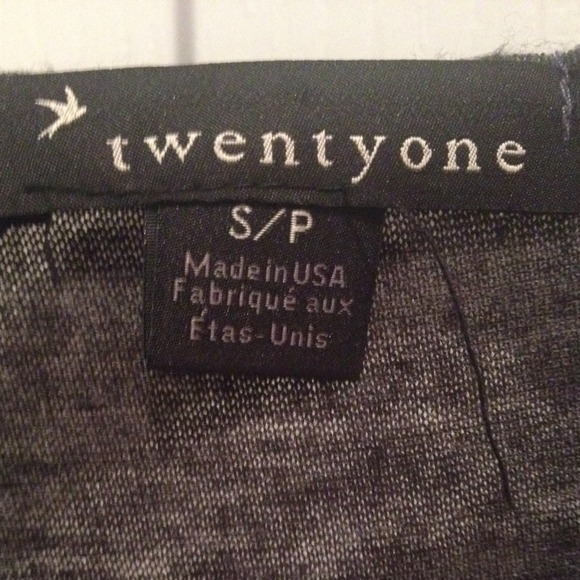 twentyone
S/P
Made in USA
Fabriqué aux
Étas-Unis